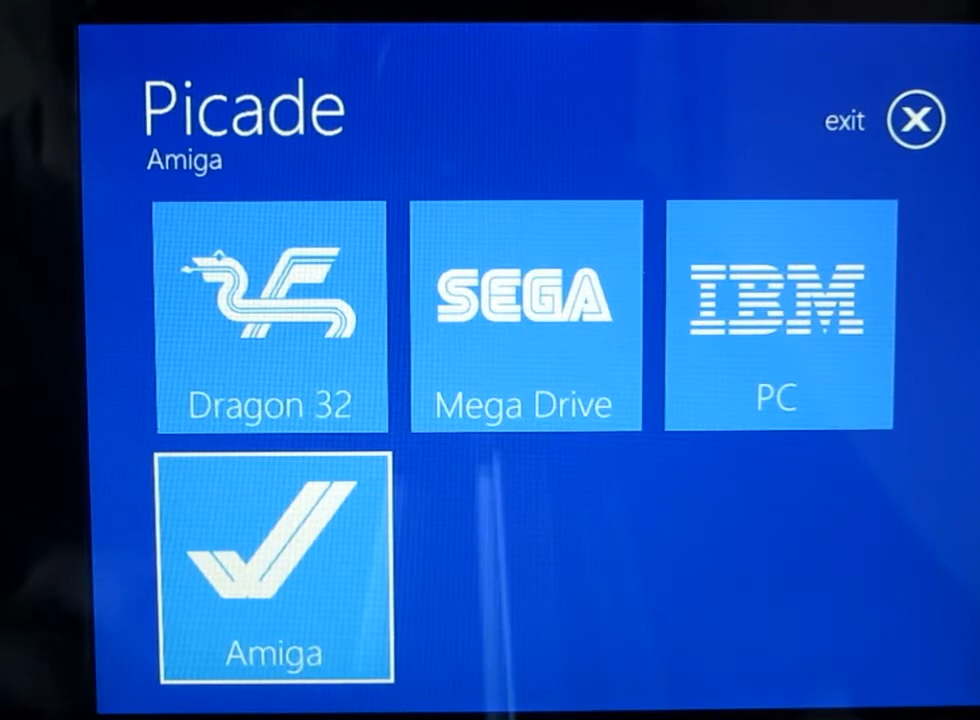 Picade
Amiga
exit
SEGA
IBM
Dragon 32
Mega Drive
PC
Amiga